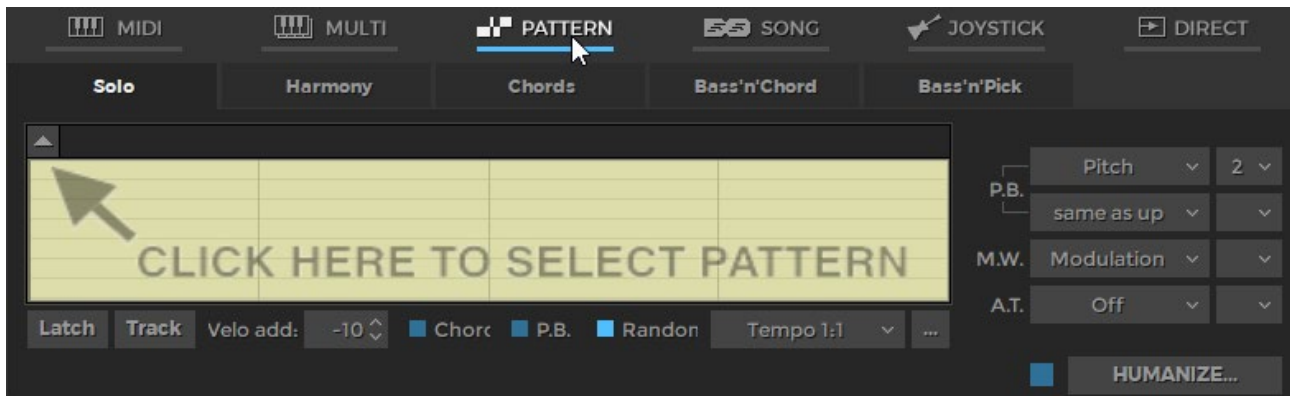 MIDI MULTI PATTERN SONG JOYSTICK DIRECT
Solo Harmony Chords Bass'n'Chord Bass'n'Pick
P.B. Pitch 2
same as up
CLICK HERE TO SELECT PATTERN
M.W. Modulation
A.T. Off
Latch Track Velo add: -10 Chorc P.B. Randon Tempo 1:1 ...
HUMANIZE...